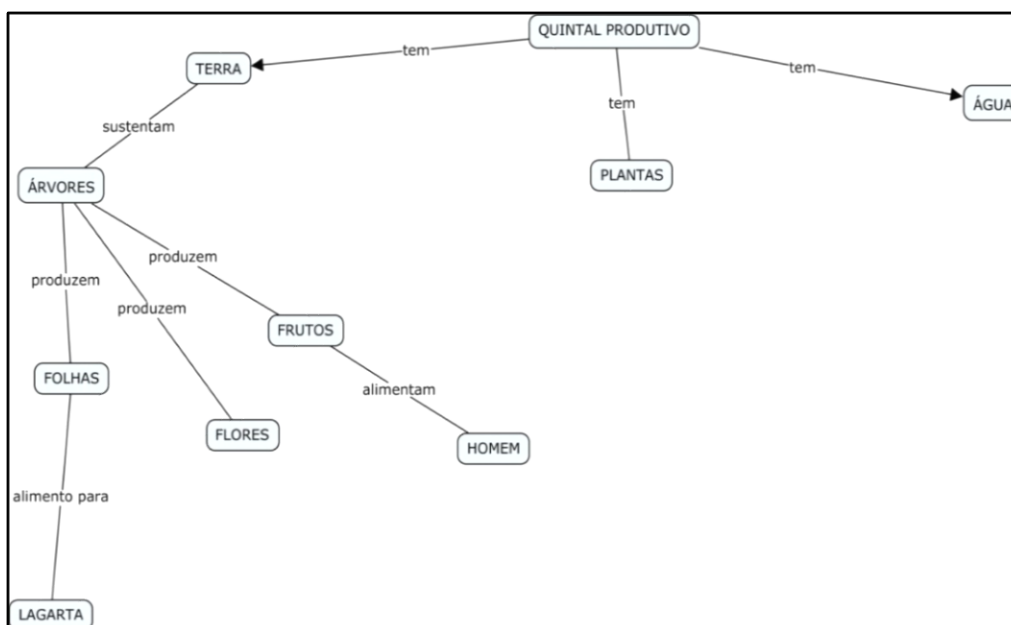 QUINTAL PRODUTIVO
tem
TERRA
tem
ÁGUA
tem
sustentam
PLANTAS
ÁRVORES
produzem
produzem
produzem
FRUTOS
FOLHAS
alimentam
FLORES
HOMEM
alimento para
LAGARTA